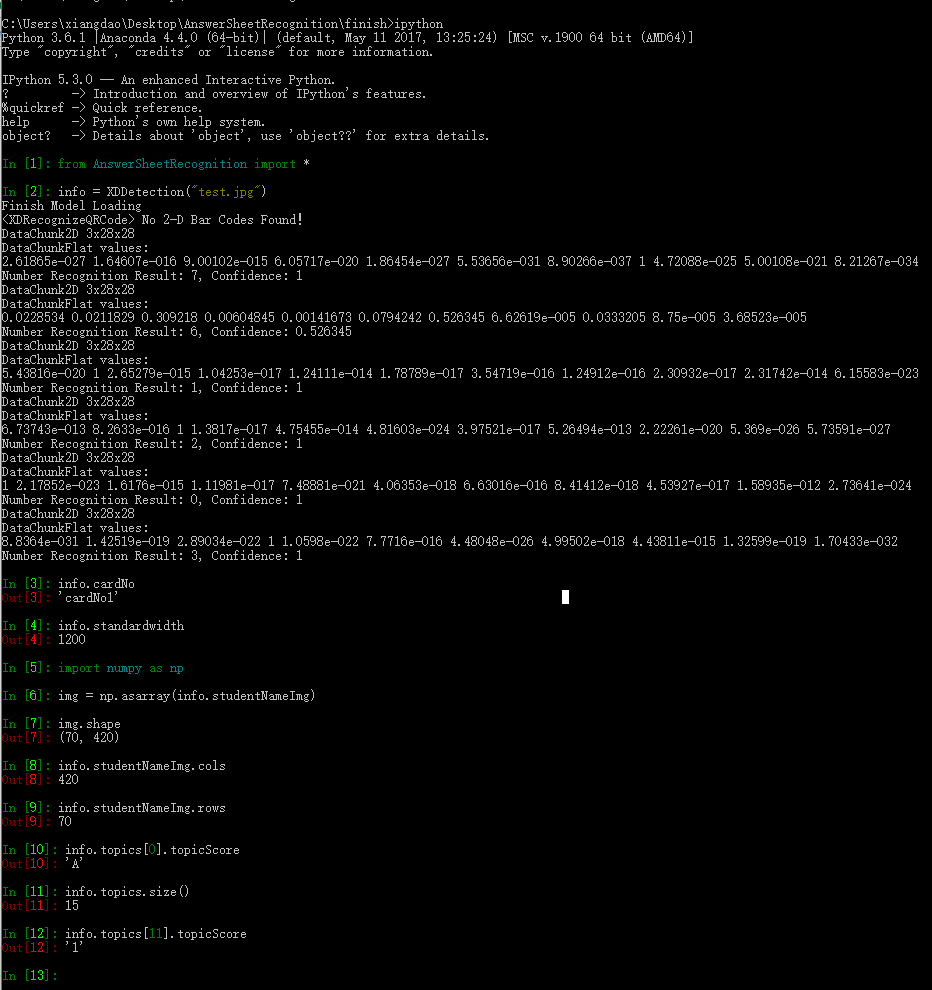 C:\Users\xiangdao\Desktop\AnswerSheetRecognition\finish>ipython
Python 3.6.1 |Anaconda 4.4.0 (64-bit)| (default, May 11 2017, 13:25:24) [MSC v.1900 64 bit (AMD64)]
Type "copyright", "credits" or "license" for more information.
IPython 5.3.0 -- An enhanced Interactive Python.
? -> Introduction and overview of IPython's features.
%quickref -> Quick reference.
help -> Python's own help system.
object? -> Details about 'object', use 'object??' for extra details.
In [1]: from AnswerSheetRecognition import *
In [2]: info = XDDetection("test.jpg")
Finish Model Loading
<XDRecognizeQRCode> No 2-D Bar Codes Found!
DataChunk2D 3x28x28
DataChunkFlat values:
2.61865e-027 1.64607e-016 9.00102e-015 6.05717e-020 1.86454e-027 5.53656e-031 8.90266e-037 1 4.72088e-025 5.00108e-021 8.21267e-034
Number Recognition Result: 7, Confidence: 1
DataChunk2D 3x28x28
DataChunkFlat values:
0.0228534 0.0211829 0.309218 0.00604845 0.00141673 0.0794242 0.526345 6.62619e-005 0.0333205 8.75e-005 3.68523e-005
Number Recognition Result: 6, Confidence: 0.526345
DataChunk2D 3x28x28
DataChunkFlat values:
5.43816e-020 1 2.65279e-015 1.04253e-017 1.24111e-014 1.78789e-017 3.54719e-016 1.24912e-016 2.30932e-017 2.31742e-014 6.15583e-023
Number Recognition Result: 1, Confidence: 1
DataChunk2D 3x28x28
DataChunkFlat values:
6.73743e-013 8.2633e-016 1 1.3817e-017 4.75455e-014 4.81603e-024 3.97521e-017 5.26494e-013 2.22261e-020 5.369e-026 5.73591e-027
Number Recognition Result: 2, Confidence: 1
DataChunk2D 3x28x28
DataChunkFlat values:
1 2.17852e-023 1.6176e-015 1.11981e-017 7.48881e-021 4.06353e-018 6.63016e-016 8.41412e-018 4.53927e-017 1.58935e-012 2.73641e-024
Number Recognition Result: 0, Confidence: 1
DataChunk2D 3x28x28
DataChunkFlat values:
8.8364e-031 1.42519e-019 2.89034e-022 1 1.0598e-022 7.7716e-016 4.48048e-026 4.99502e-018 4.43811e-015 1.32599e-019 1.70433e-032
Number Recognition Result: 3, Confidence: 1
In [3]: info.cardNo
Out[3]: 'cardNo1'
In [4]: info.standardwidth
Out[4]: 1200
In [5]: import numpy as np
In [6]: img = np.asarray(info.studentNameImg)
In [7]: img.shape
Out[7]: (70, 420)
In [8]: info.studentNameImg.cols
Out[8]: 420
In [9]: info.studentNameImg.rows
Out[9]: 70
In [10]: info.topics[0].topicScore
Out[10]: 'A'
In [11]: info.topics.size()
Out[11]: 15
In [12]: info.topics[11].topicScore
Out[12]: '1'
In [13]: